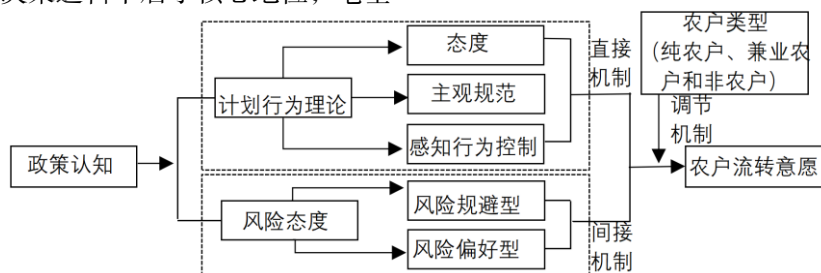 态度
直接
机制
农户类型
（纯农户、兼业农
户和非农户）
计划行为理论
主观规范
调节
机制
感知行为控制
政策认知
农户流转意愿
风险态度
风险规避型
风险偏好型
间接
机制